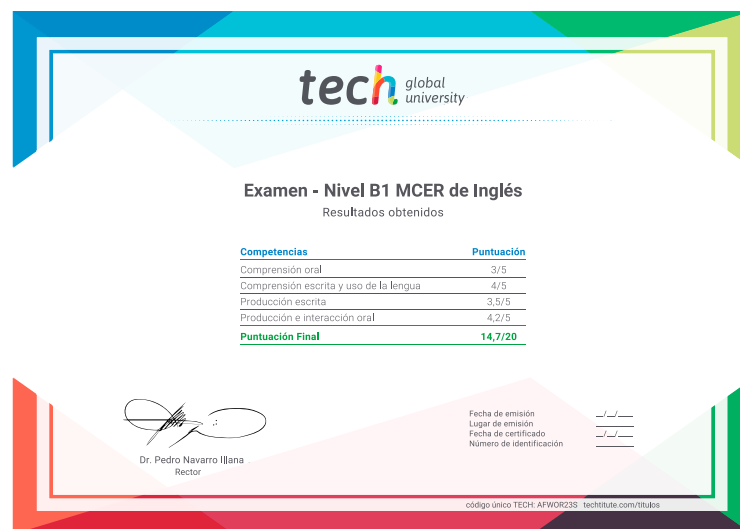 tech global university
Examen - Nivel B1 MCER de Inglés
Resultados obtenidos
Competencias Puntuación
Comprensión oral 3/5
Comprensión escrita y uso de la lengua 4/5
Producción escrita 3,5/5
Producción e interacción oral 4,2/5
Puntuación Final 14,7/20
Dr. Pedro Navarro Illana
Rector
Fecha de emisión __/__/____
Lugar de emisión
Fecha de certificado __/__/____
Número de identificación
código único TECH: AFWOR23S techtitute.com/titulos